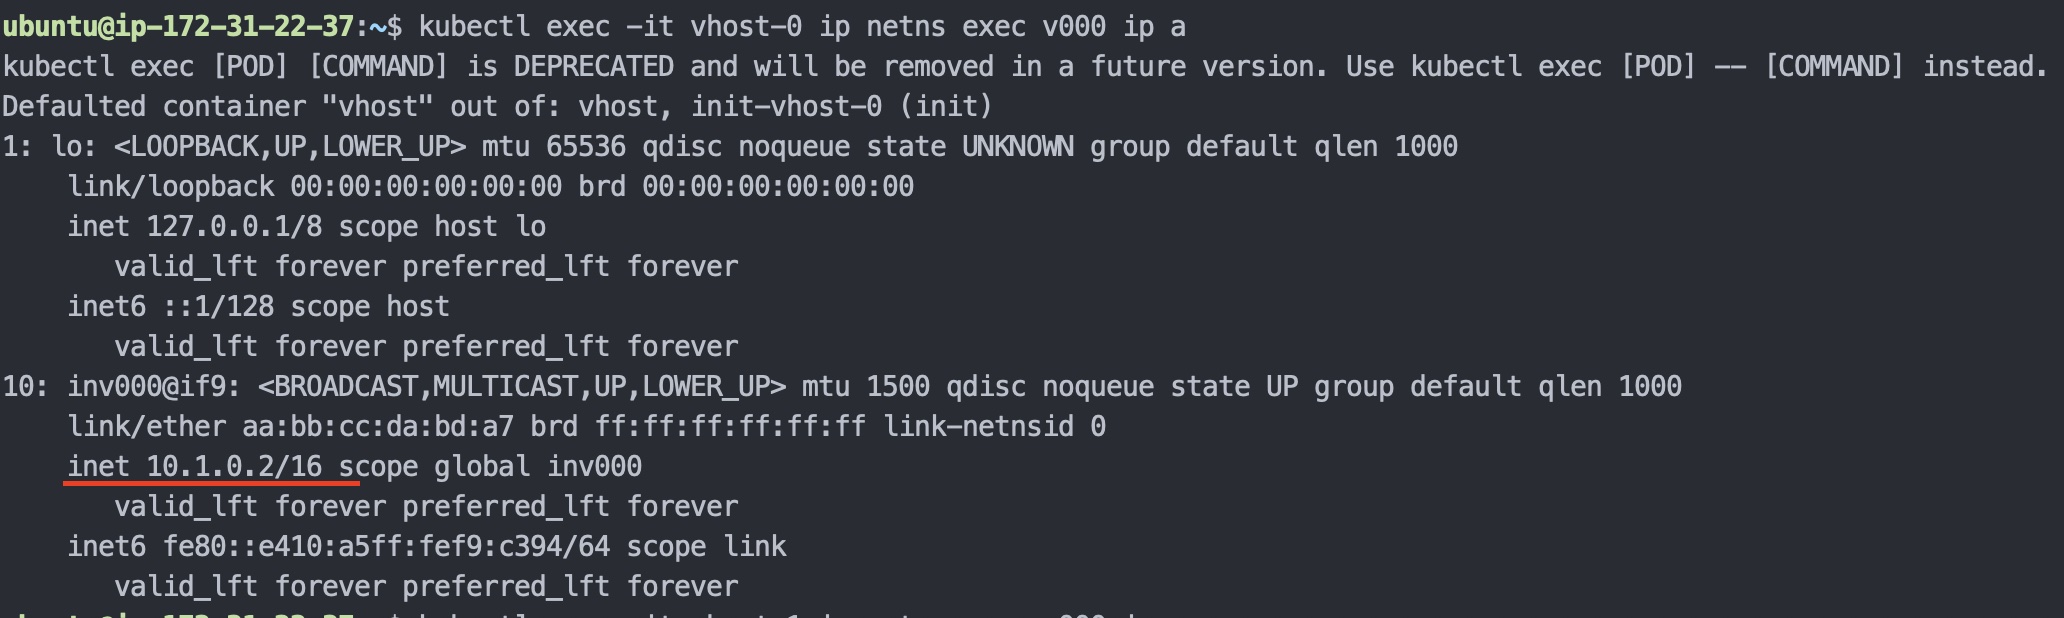 ubuntu@ip-172-31-22-37:~$ kubectl exec -it vhost-0 ip netns exec v000 ip a
kubectl exec [POD] [COMMAND] is DEPRECATED and will be removed in a future version. Use kubectl exec [POD] -- [COMMAND] instead.
Defaulted container "vhost" out of: vhost, init-vhost-0 (init)
1: lo: <LOOPBACK,UP,LOWER_UP> mtu 65536 qdisc noqueue state UNKNOWN group default qlen 1000
link/loopback 00:00:00:00:00:00 brd 00:00:00:00:00:00
inet 127.0.0.1/8 scope host lo
valid_lft forever preferred_lft forever
inet6 ::1/128 scope host
valid_lft forever preferred_lft forever
10: inv000@if9: <BROADCAST,MULTICAST,UP,LOWER_UP> mtu 1500 qdisc noqueue state UP group default qlen 1000
link/ether aa:bb:cc:da:bd:a7 brd ff:ff:ff:ff:ff:ff link-netnsid 0
inet 10.1.0.2/16 scope global inv000
valid_lft forever preferred_lft forever
inet6 fe80::e410:a5ff:fef9:c394/64 scope link
valid_lft forever preferred_lft forever